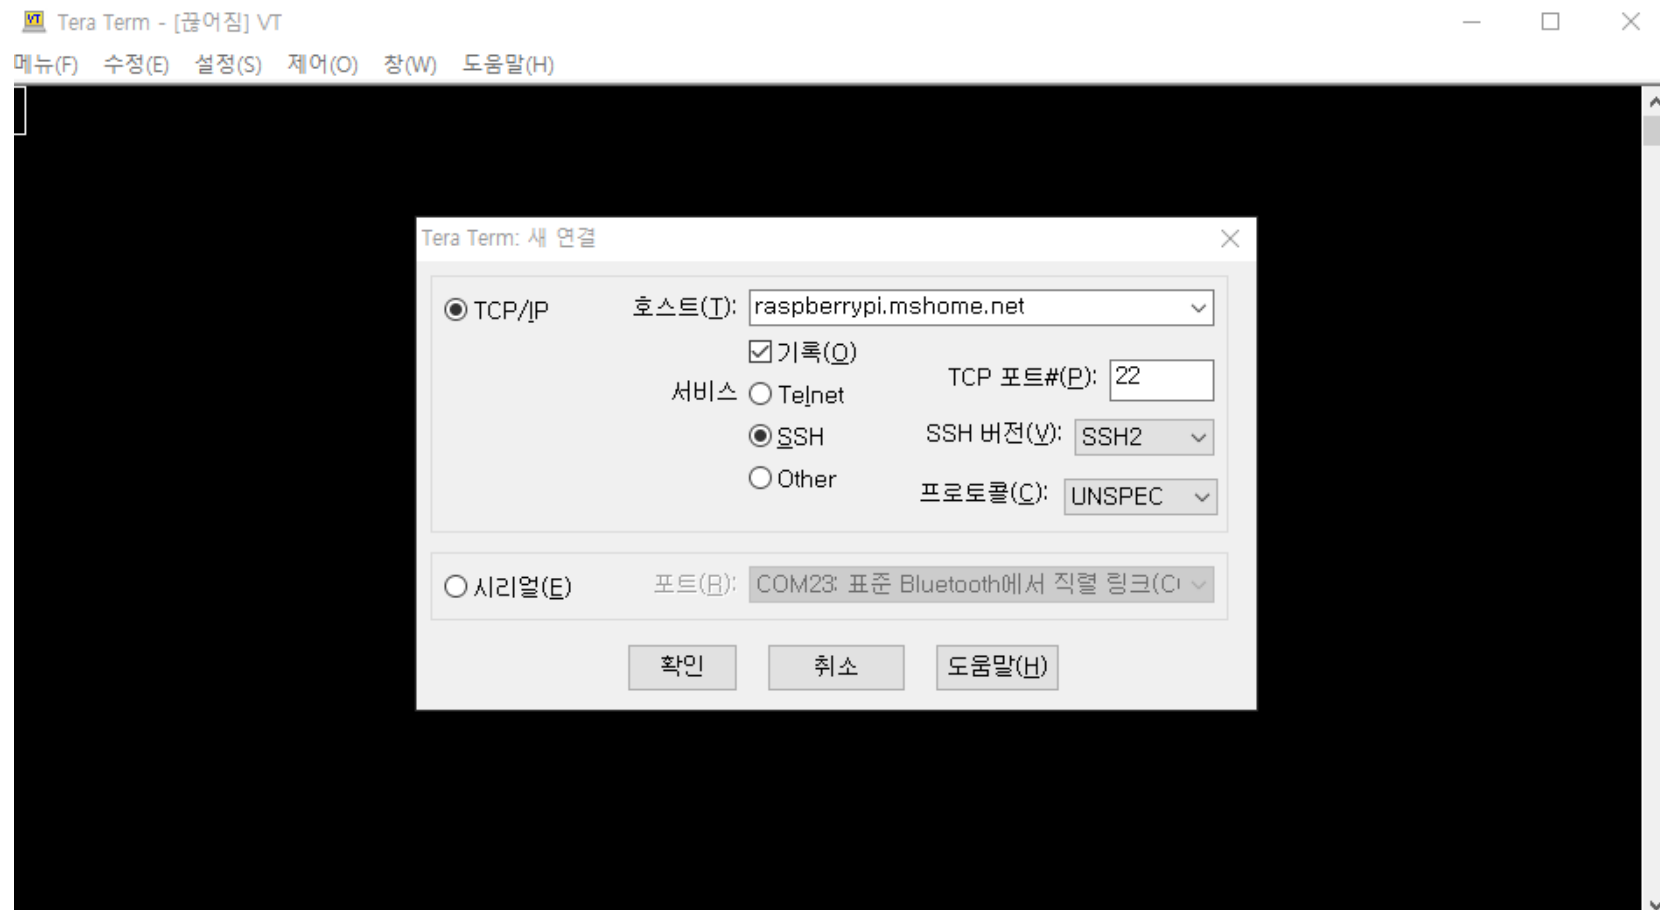 VT Tera Term - [끊어짐] VT
메뉴(F) 수정(E) 설정(S) 제어(O) 창(W) 도움말(H)
Tera Term: 새 연결
TCP/IP 호스트(T): raspberrypi.mshome.net
기록(O)
서비스 Telnet TCP 포트#(P): 22
SSH SSH 버전(V): SSH2
Other 프로토콜(C): UNSPEC
시리얼(E) 포트(R): COM23: 표준 Bluetooth에서 직렬 링크(C
확인 취소 도움말(H)